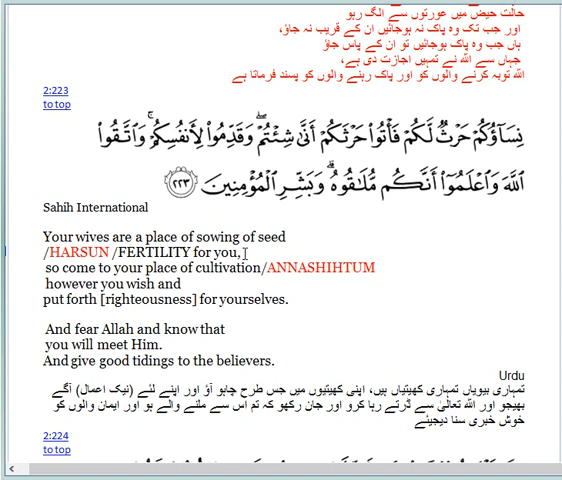 حالت حیض میں عورتوں سے الگ رہو
اور جب تک وہ پاک نہ ہوجائیں ان کے قریب نہ جاؤ،
ہاں جب وہ پاک ہوجائیں تو ان کے پاس جاؤ
جہاں سے اللہ نے تمہیں اجازت دی ہے،
اللہ توبہ کرنے والوں کو اور پاک رہنے والوں کو پسند فرماتا ہے
2:223
to top
نِسَاؤُكُمْ حَرْثٌ لَّكُمْ فَأْتُوا حَرْثَكُمْ أَنَّىٰ شِئْتُمْ ۖ وَقَدِّمُوا لِأَنفُسِكُمْ ۚ وَاتَّقُوا
اللَّهَ وَاعْلَمُوا أَنَّكُم مُّلَاقُوهُ ۗ وَبَشِّرِ الْمُؤْمِنِينَ ﴿٢٢٣﴾
Sahih International
Your wives are a place of sowing of seed
/HARSUN /FERTILITY for you,
so come to your place of cultivation/ANNASHIHTUM
however you wish and
put forth [righteousness] for yourselves.
And fear Allah and know that
you will meet Him.
And give good tidings to the believers.
Urdu
تمہاری بیویاں تمہاری کھیتیاں ہیں، اپنی کھیتیوں میں جس طرح چاہو آؤ اور اپنے لئے (نیک اعمال) آگے
بھیجو اور اللہ تعالیٰ سے ڈرتے رہا کرو اور جان رکھو کہ تم اس سے ملنے والے ہو اور ایمان والوں کو
خوش خبری سنا دیجیئے
2:224
to top